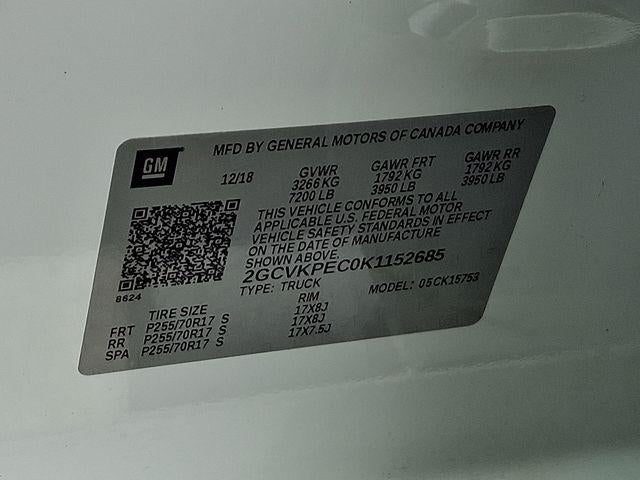 GM
MFD BY GENERAL MOTORS OF CANADA COMPANY
12/18 GVWR GAWR FRT GAWR RR
3266 KG 1792 KG 1792 KG
7200 LB 3950 LB 3950 LB
THIS VEHICLE CONFORMS TO ALL
APPLICABLE U.S. FEDERAL MOTOR
VEHICLE SAFETY STANDARDS IN EFFECT
ON THE DATE OF MANUFACTURE
SHOWN ABOVE.
2GCVKPEC0K1152685
8624
TYPE: TRUCK MODEL: 05CK15753
TIRE SIZE RIM
FRT P255/70R17 S 17X8J
RR P255/70R17 S 17X8J
SPA P255/70R17 S 17X7.5J